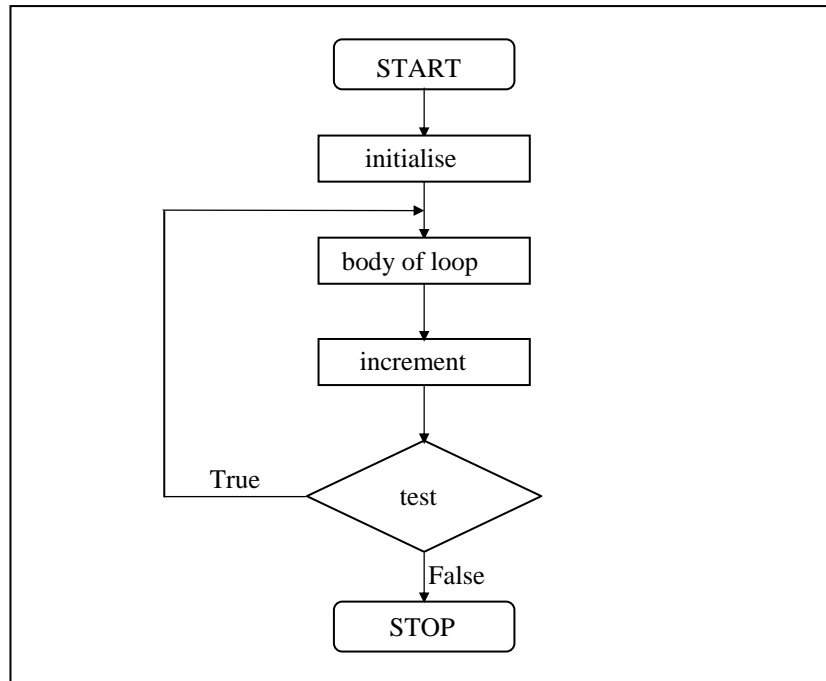 START
initialise
body of loop
increment
True
test
False
STOP